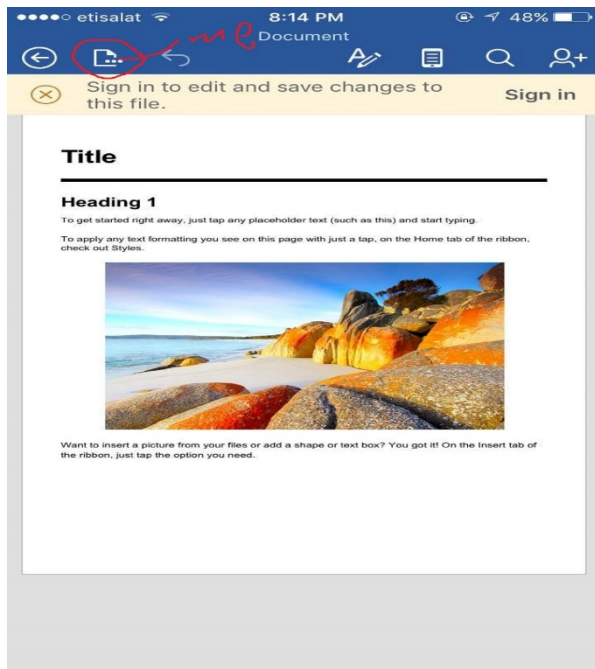 etisalat 8:14 PM 48%
Document
Sign in to edit and save changes to
this file.
Sign in
Title
Heading 1
To get started right away, just tap any placeholder text (such as this) and start typing.
To apply any text formatting you see on this page with just a tap, on the Home tab of the ribbon,
check out Styles.
Want to insert a picture from your files or add a shape or text box? You got it! On the Insert tab of
the ribbon, just tap the option you need.